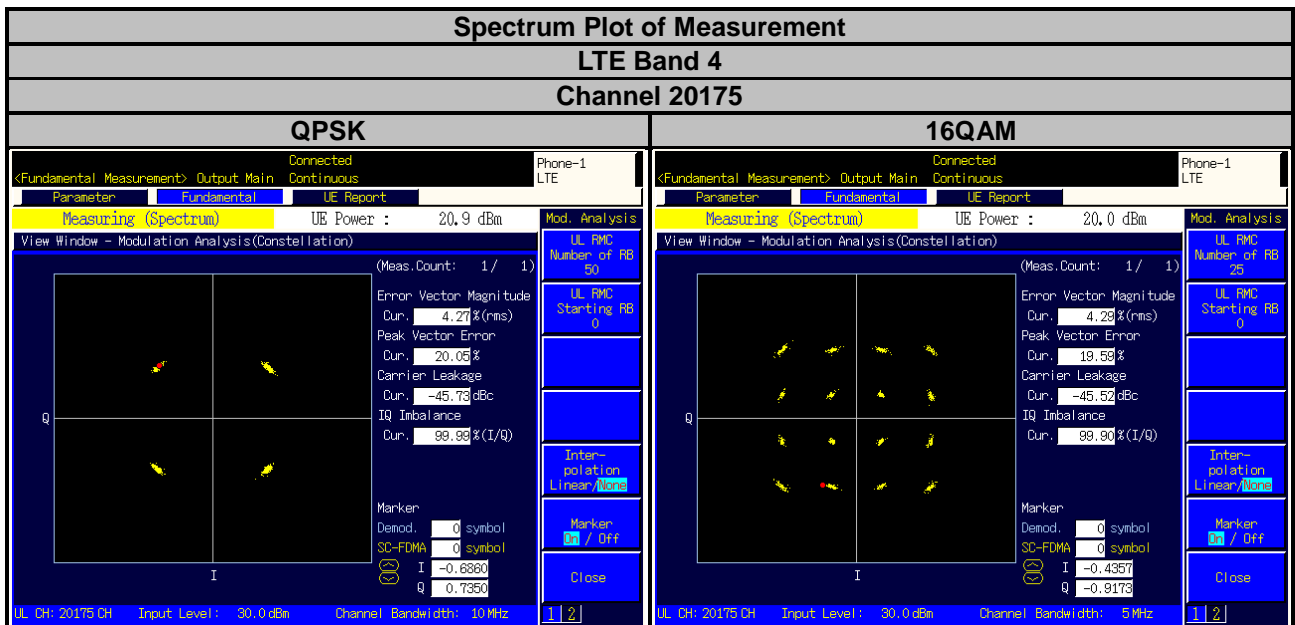 Spectrum Plot of Measurement
LTE Band 4
Channel 20175
QPSK
16QAM
Connected
<Fundamental Measurement> Output Main Continuous
Phone-1
LTE
Parameter Fundamental UE Report
Measuring (Spectrum) UE Power : 20.9 dBm
Mod. Analysis
View Window - Modulation Analysis(Constellation)
UL RMC
Number of RB
50
(Meas.Count: 1/ 1)
Error Vector Magnitude
Cur. 4.27 %(rms)
UL RMC
Starting RB
0
Peak Vector Error
Cur. 20.05 %
Carrier Leakage
Cur. -45.73 dBc
IQ Imbalance
Cur. 99.99 %(I/Q)
Q
I
Inter-
polation
Linear/None
Marker
Demod. 0 symbol
SC-FDMA 0 symbol
I -0.6860
Q 0.7350
Marker
On / Off
Close
UL CH: 20175 CH Input Level: 30.0 dBm Channel Bandwidth: 10 MHz
1 2
Connected
<Fundamental Measurement> Output Main Continuous
Phone-1
LTE
Parameter Fundamental UE Report
Measuring (Spectrum) UE Power : 20.0 dBm
Mod. Analysis
View Window - Modulation Analysis(Constellation)
UL RMC
Number of RB
25
(Meas.Count: 1/ 1)
Error Vector Magnitude
Cur. 4.29 %(rms)
UL RMC
Starting RB
0
Peak Vector Error
Cur. 19.59 %
Carrier Leakage
Cur. -45.52 dBc
IQ Imbalance
Cur. 99.90 %(I/Q)
Q
I
Inter-
polation
Linear/None
Marker
Demod. 0 symbol
SC-FDMA 0 symbol
I -0.4357
Q -0.9173
Marker
On / Off
Close
UL CH: 20175 CH Input Level: 30.0 dBm Channel Bandwidth: 5 MHz
1 2